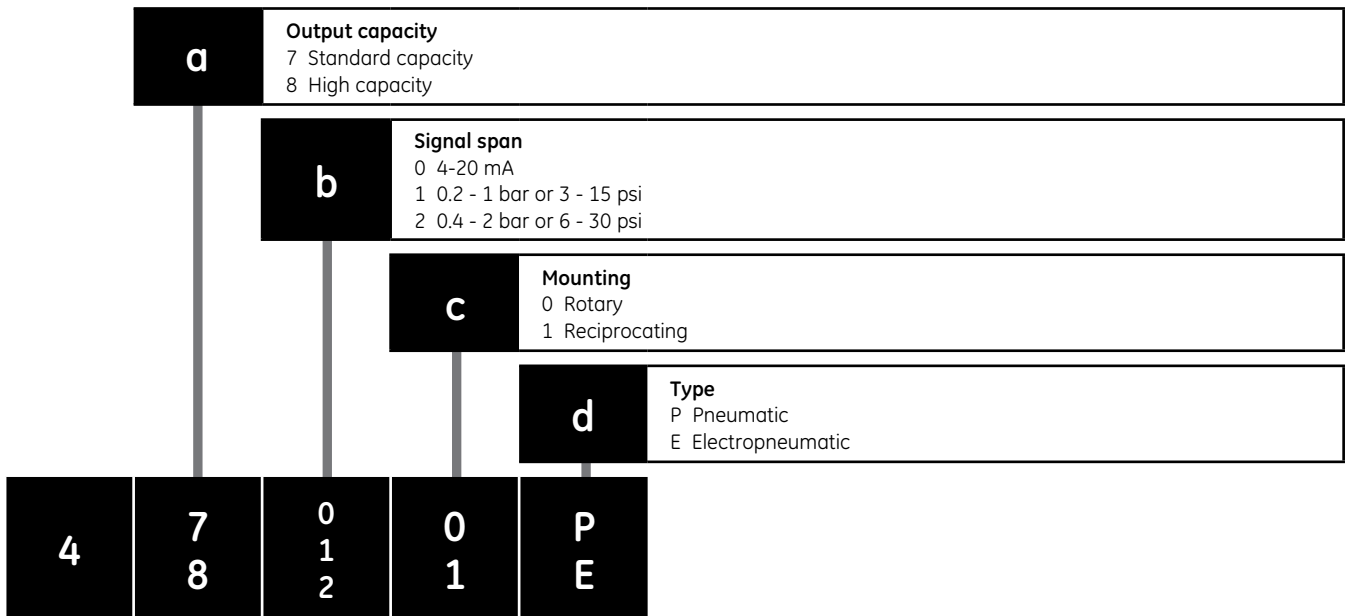 a
Output capacity
7 Standard capacity
8 High capacity
b
Signal span
0 4-20 mA
1 0.2 - 1 bar or 3 - 15 psi
2 0.4 - 2 bar or 6 - 30 psi
c
Mounting
0 Rotary
1 Reciprocating
d
Type
P Pneumatic
E Electropneumatic
4
7
8
0
1
2
0
1
P
E